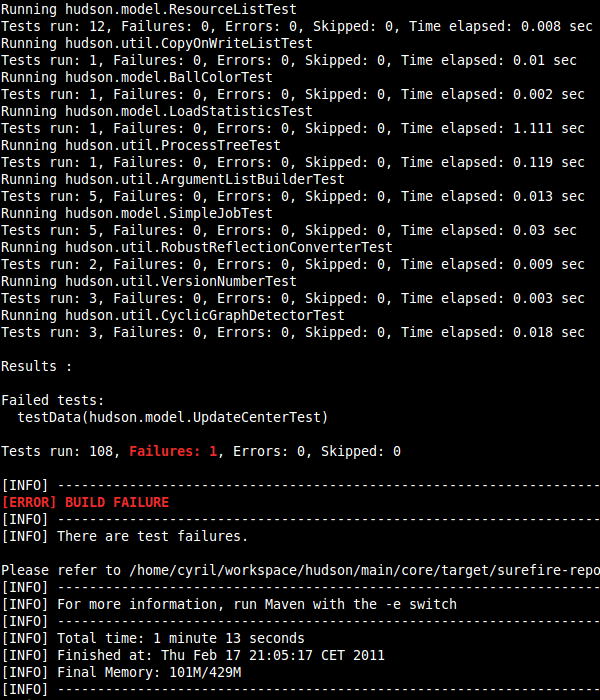 Running hudson.model.ResourceListTest
Tests run: 12, Failures: 0, Errors: 0, Skipped: 0, Time elapsed: 0.008 sec
Running hudson.util.CopyOnWriteListTest
Tests run: 1, Failures: 0, Errors: 0, Skipped: 0, Time elapsed: 0.01 sec
Running hudson.model.BallColorTest
Tests run: 1, Failures: 0, Errors: 0, Skipped: 0, Time elapsed: 0.002 sec
Running hudson.model.LoadStatisticsTest
Tests run: 1, Failures: 0, Errors: 0, Skipped: 0, Time elapsed: 1.111 sec
Running hudson.util.ProcessTreeTest
Tests run: 1, Failures: 0, Errors: 0, Skipped: 0, Time elapsed: 0.119 sec
Running hudson.util.ArgumentListBuilderTest
Tests run: 5, Failures: 0, Errors: 0, Skipped: 0, Time elapsed: 0.013 sec
Running hudson.model.SimpleJobTest
Tests run: 5, Failures: 0, Errors: 0, Skipped: 0, Time elapsed: 0.03 sec
Running hudson.util.RobustReflectionConverterTest
Tests run: 2, Failures: 0, Errors: 0, Skipped: 0, Time elapsed: 0.009 sec
Running hudson.util.VersionNumberTest
Tests run: 3, Failures: 0, Errors: 0, Skipped: 0, Time elapsed: 0.003 sec
Running hudson.util.CyclicGraphDetectorTest
Tests run: 3, Failures: 0, Errors: 0, Skipped: 0, Time elapsed: 0.018 sec

Results :

Failed tests:
  testData(hudson.model.UpdateCenterTest)

Tests run: 108, Failures: 1, Errors: 0, Skipped: 0

[INFO] --------------------------------------------------------------------
[ERROR] BUILD FAILURE
[INFO] --------------------------------------------------------------------
[INFO] There are test failures.

Please refer to /home/cyril/workspace/hudson/main/core/target/surefire-repo
[INFO] --------------------------------------------------------------------
[INFO] For more information, run Maven with the -e switch
[INFO] --------------------------------------------------------------------
[INFO] Total time: 1 minute 13 seconds
[INFO] Finished at: Thu Feb 17 21:05:17 CET 2011
[INFO] Final Memory: 101M/429M
[INFO] --------------------------------------------------------------------